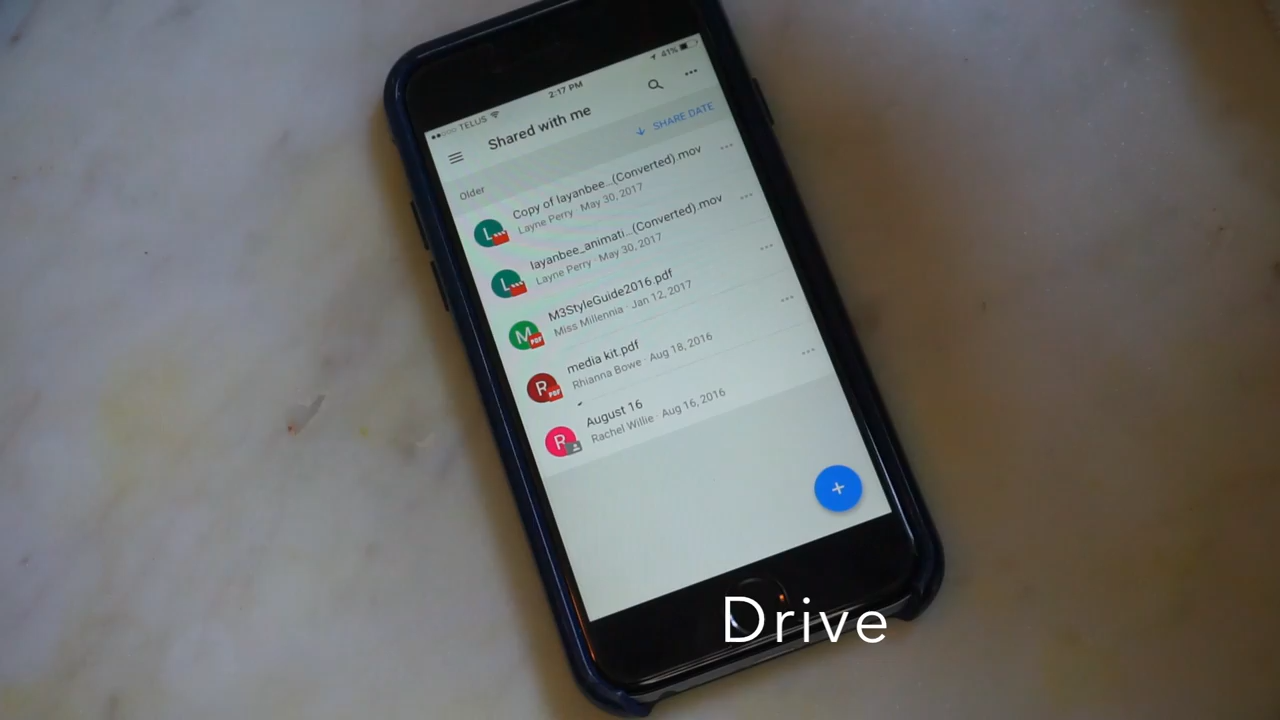 ●●○○○ TELUS 2:17 PM 41%
Shared with me
SHARE DATE
Older
Copy of layanbee...(Converted).mov
Layne Perry · May 30, 2017
layanbee_animati...(Converted).mov
Layne Perry · May 30, 2017
M3StyleGuide2016.pdf
Miss Millennia · Jan 12, 2017
media kit.pdf
Rhianna Bowe · Aug 18, 2016
August 16
Rachel Willie · Aug 16, 2016
L
L
M
PDF
R
PDF
R
Drive